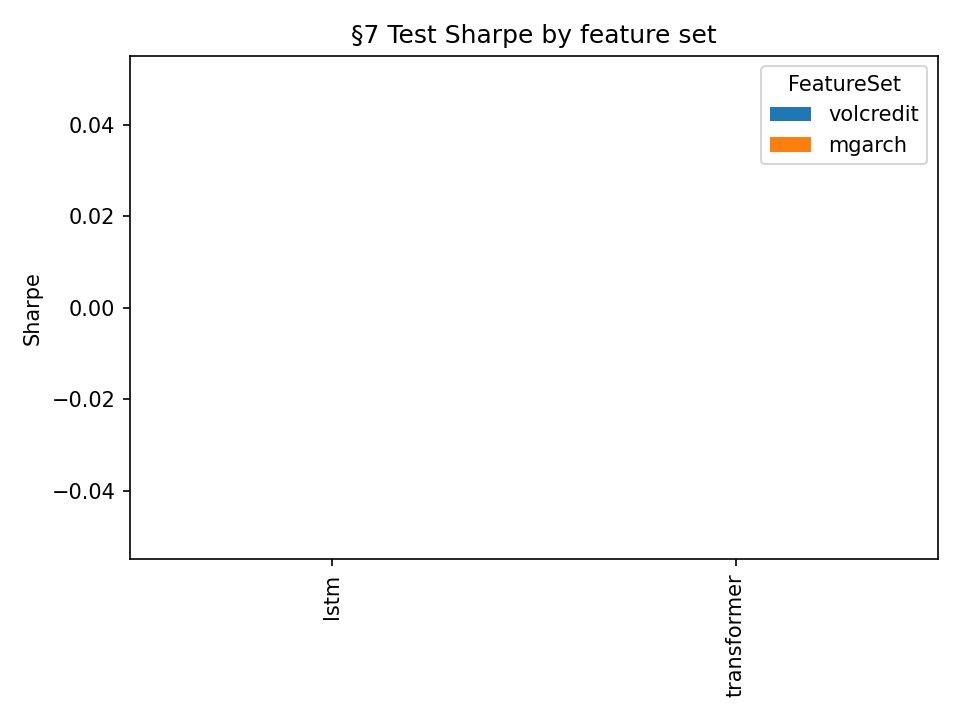 §7 Test Sharpe by feature set
FeatureSet
volcredit
mgarch
0.04
0.02
0.00
−0.02
−0.04
Sharpe
lstm
transformer